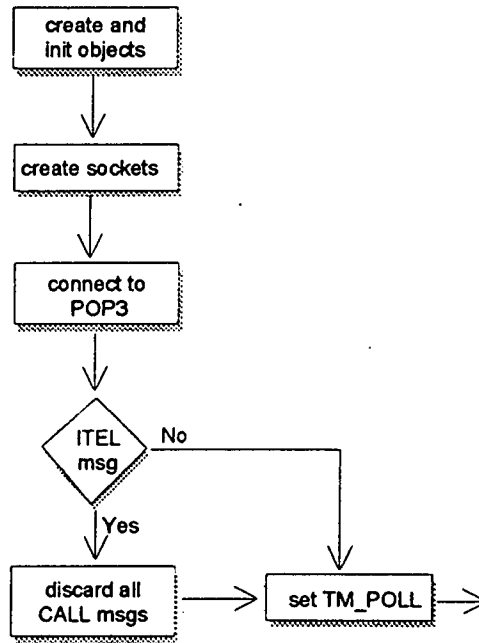 create and
init objects
create sockets
connect to
POP3
ITEL
msg
No
Yes
discard all
CALL msgs
set TM_POLL